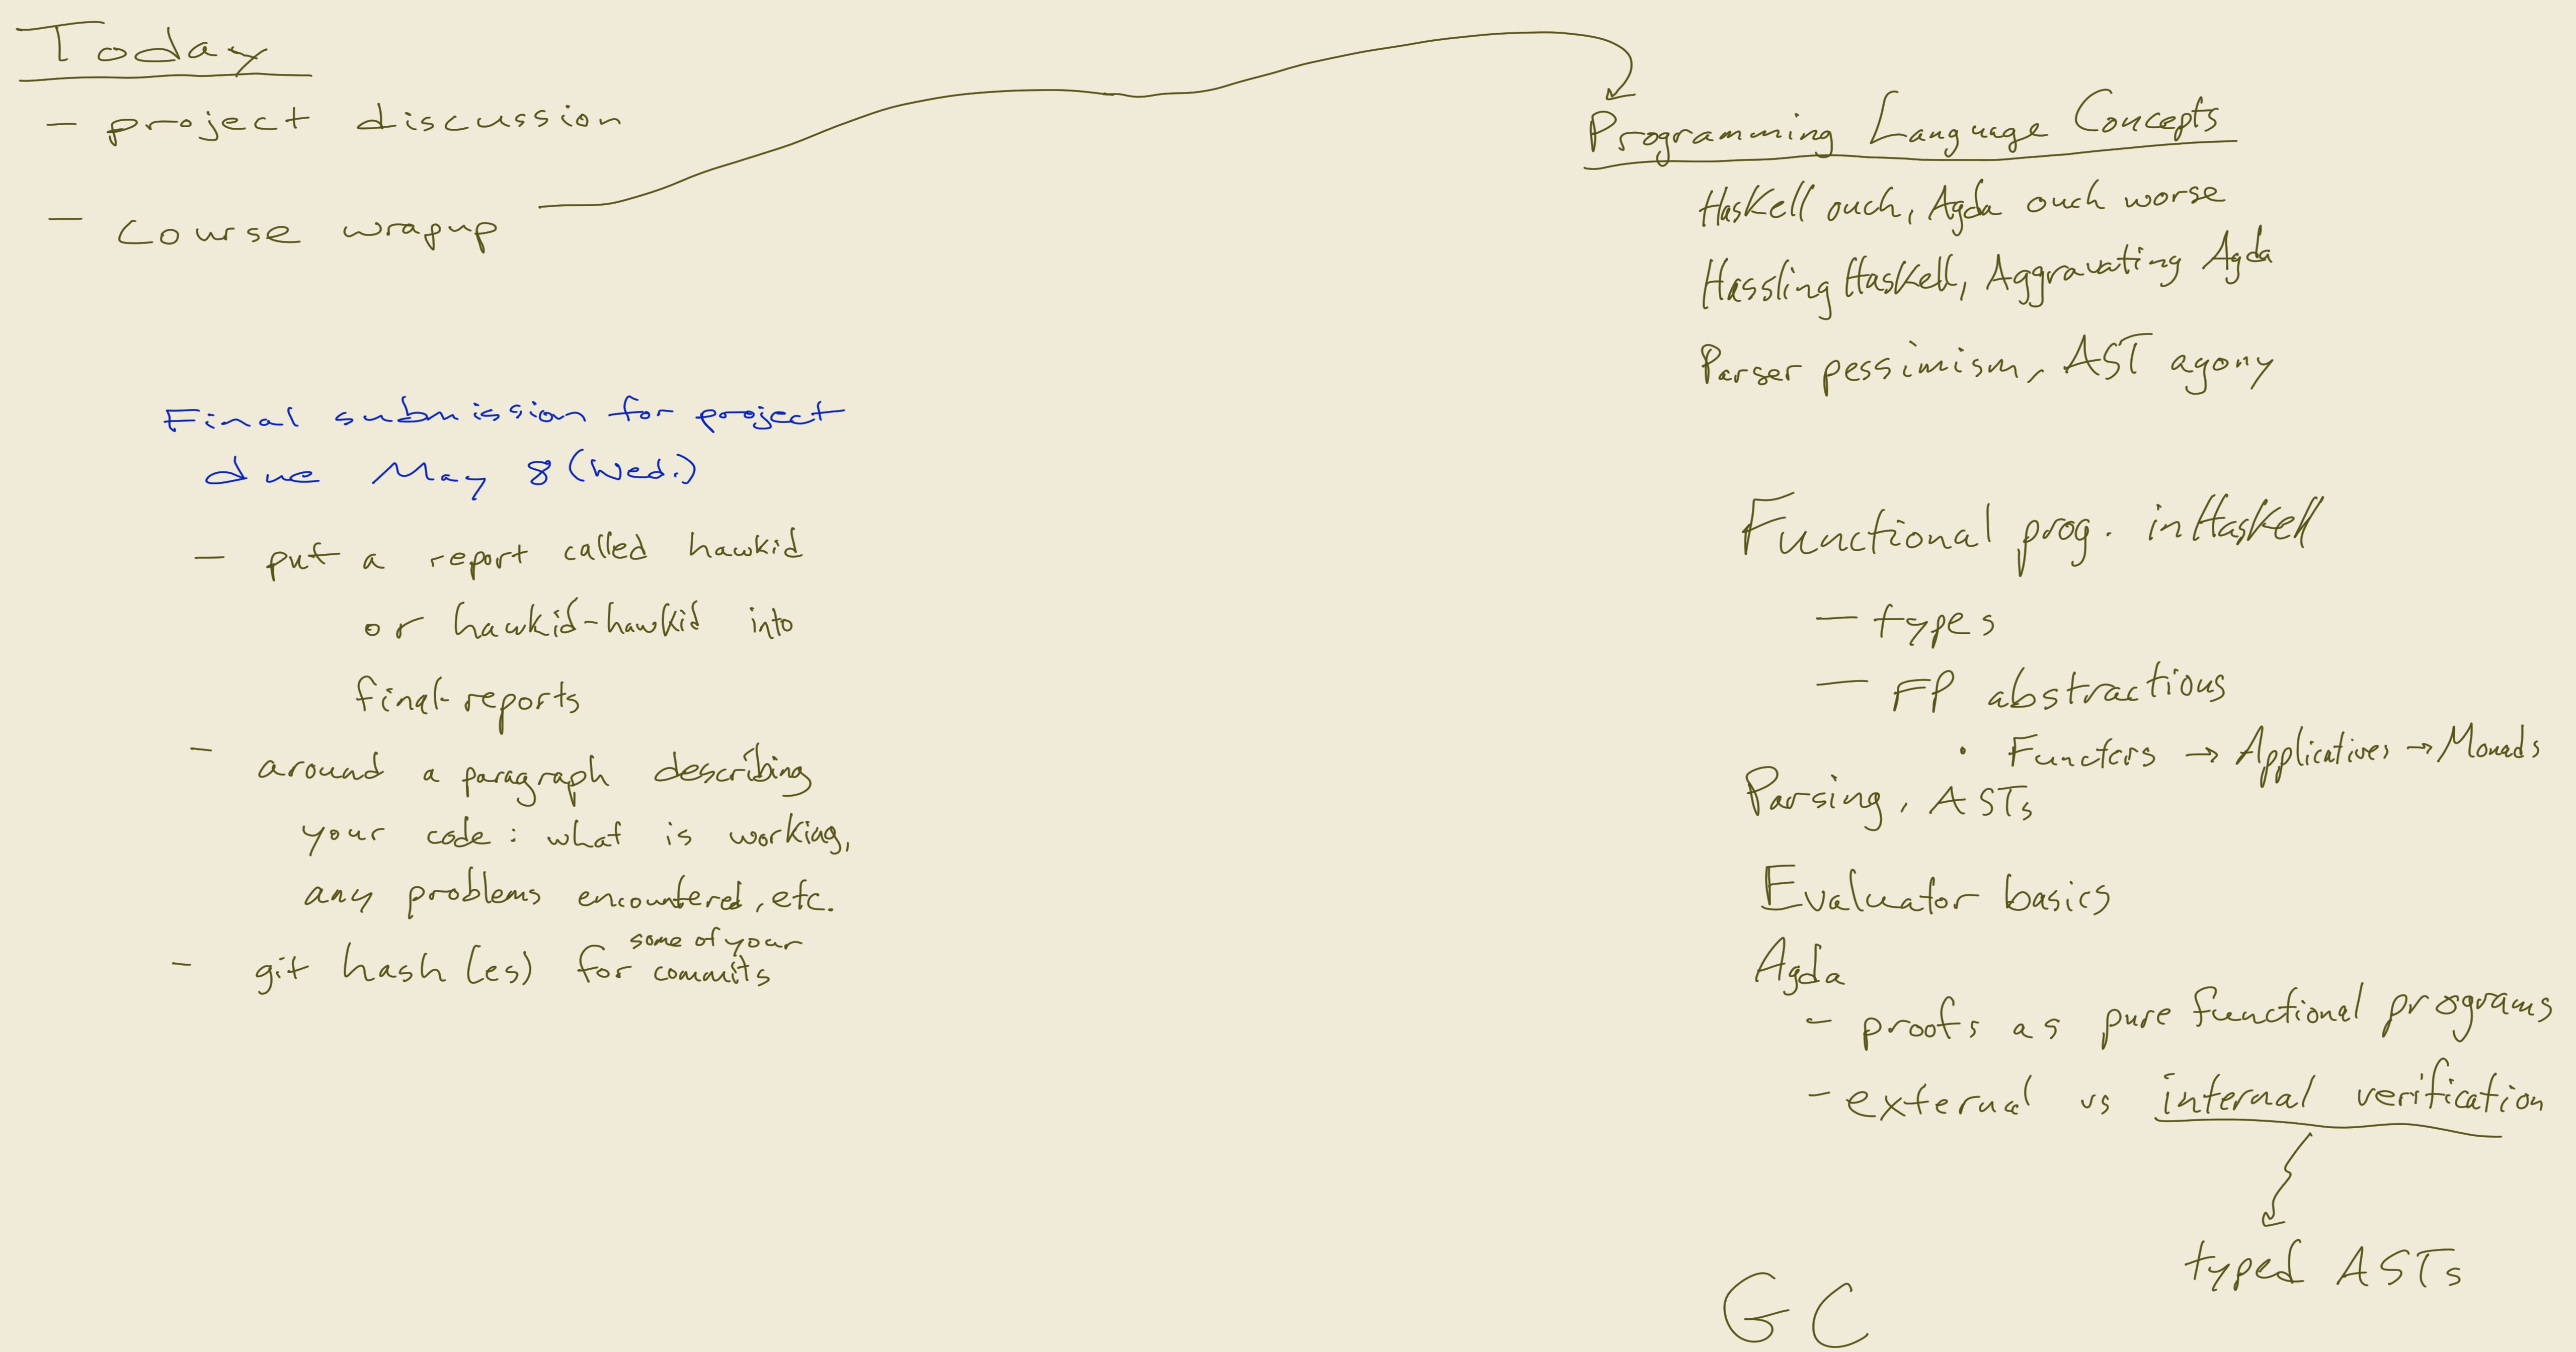 Today
- project discussion
- Course wrapup
Final submission for project
due May 8 (Wed.)
- put a report called hawkid
or hawkid-hawkid into
final-reports
- around a paragraph describing
your code: what is working,
any problems encountered, etc.
- git hash(es) for some of your commits
Programming Language Concepts
Haskell ouch, Agda ouch worse
Hassling Haskell, Aggravating Agda
Parser pessimism, AST agony
Functional prog. in Haskell
- types
- FP abstractions
• Functors → Applicatives → Monads
Parsing, ASTs
Evaluator basics
Agda
- proofs as pure functional programs
- external vs internal verification
typed ASTs
GC